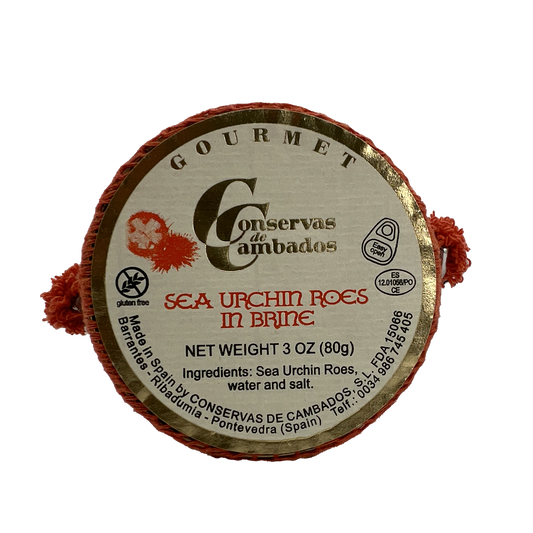 GOURMET
Conservas
de
Cambados
Easy
open
ES
12.01056/PO
CE
gluten free
SEA URCHIN ROES
IN BRINE
NET WEIGHT 3 OZ (80g)
Ingredients: Sea Urchin Roes,
water and salt.
Made in Spain by CONSERVAS DE CAMBADOS, S.L. FDA 15066
Barrantes - Ribadumia - Pontevedra (Spain) Telf.: 0034 986 745 405